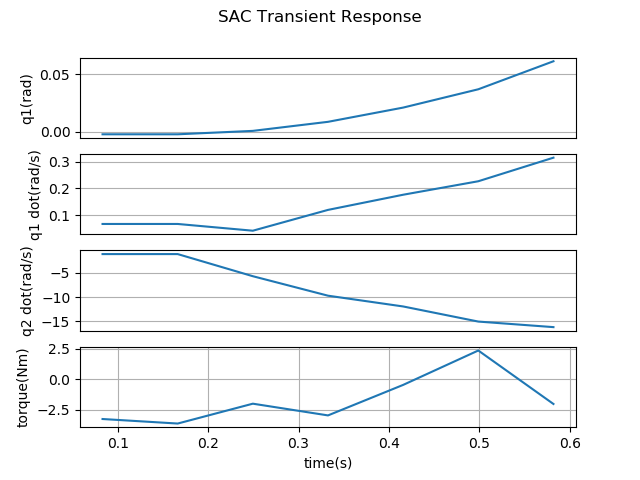 SAC Transient Response
q1(rad)
0.05
0.00
q1 dot(rad/s)
0.3
0.2
0.1
q2 dot(rad/s)
−5
−10
−15
torque(Nm)
2.5
0.0
−2.5
0.1 0.2 0.3 0.4 0.5 0.6
time(s)